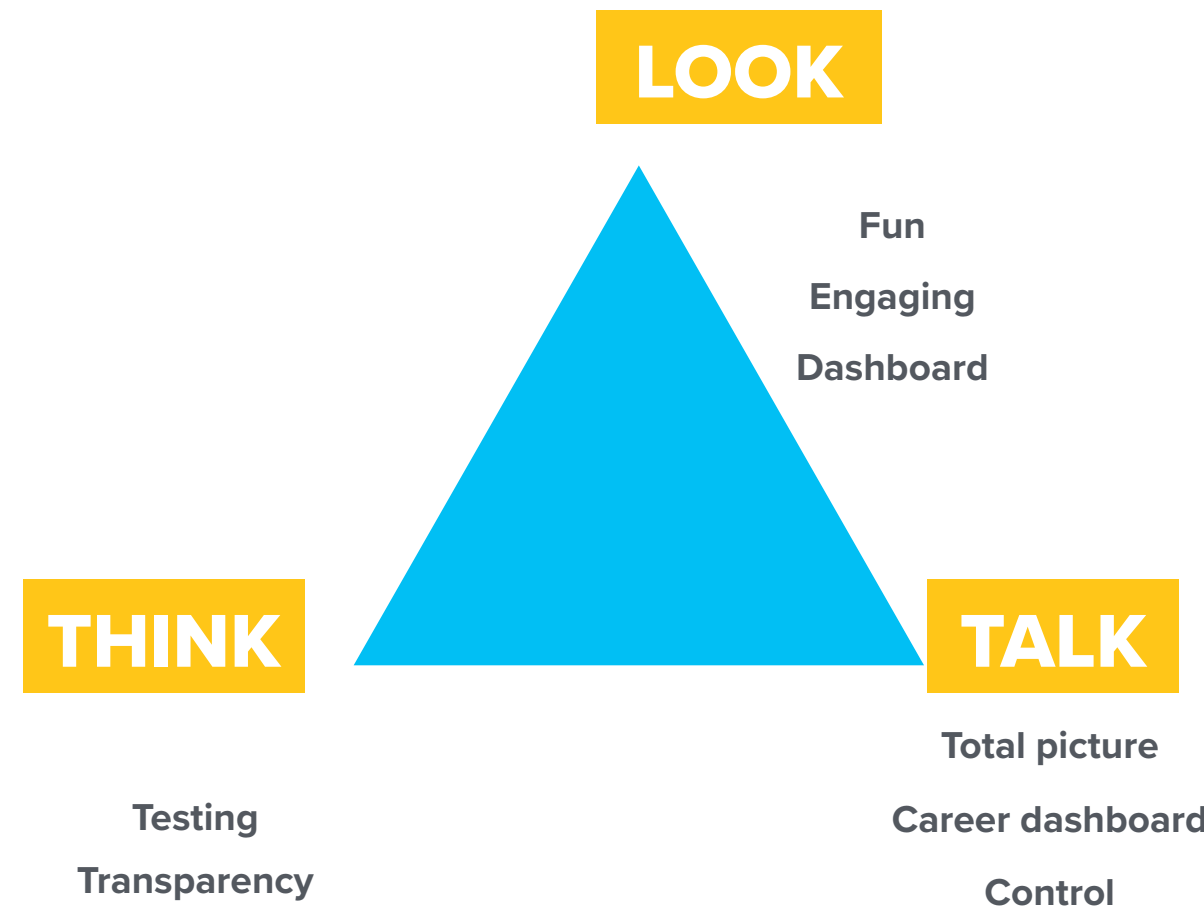 LOOK
Fun
Engaging
Dashboard
THINK
TALK
Total picture
Testing
Career dashboard
Transparency
Control